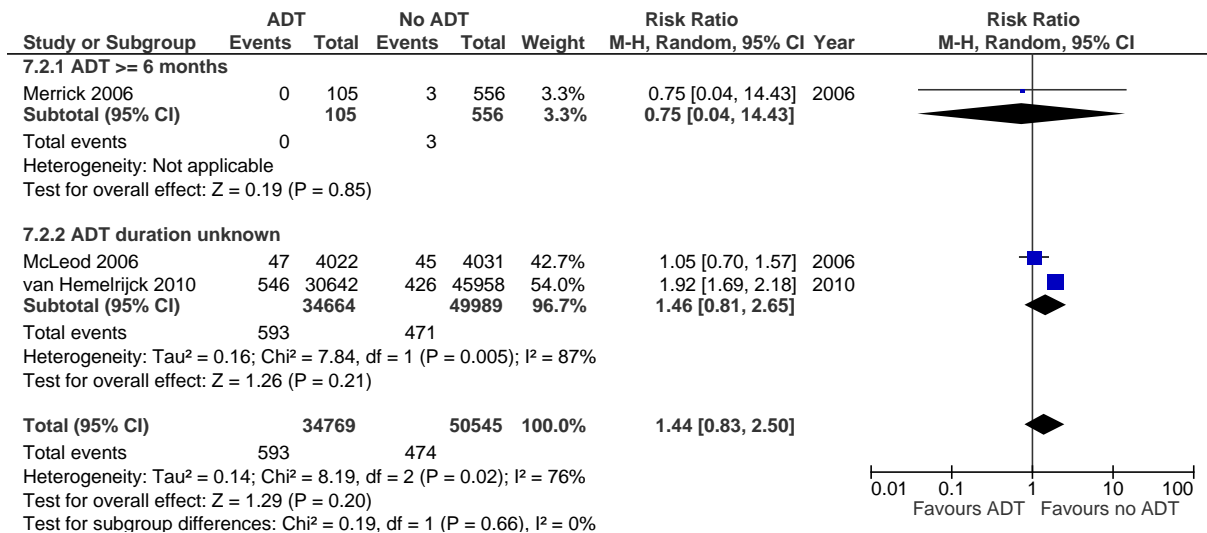 ADT No ADT Risk Ratio Risk Ratio
Study or Subgroup Events Total Events Total Weight M-H, Random, 95% CI Year M-H, Random, 95% CI
7.2.1 ADT >= 6 months
Merrick 2006 0 105 3 556 3.3% 0.75 [0.04, 14.43] 2006
Subtotal (95% CI) 105 556 3.3% 0.75 [0.04, 14.43]
Total events 0 3
Heterogeneity: Not applicable
Test for overall effect: Z = 0.19 (P = 0.85)
7.2.2 ADT duration unknown
McLeod 2006 47 4022 45 4031 42.7% 1.05 [0.70, 1.57] 2006
van Hemelrijck 2010 546 30642 426 45958 54.0% 1.92 [1.69, 2.18] 2010
Subtotal (95% CI) 34664 49989 96.7% 1.46 [0.81, 2.65]
Total events 593 471
Heterogeneity: Tau² = 0.16; Chi² = 7.84, df = 1 (P = 0.005); I² = 87%
Test for overall effect: Z = 1.26 (P = 0.21)
Total (95% CI) 34769 50545 100.0% 1.44 [0.83, 2.50]
Total events 593 474
Heterogeneity: Tau² = 0.14; Chi² = 8.19, df = 2 (P = 0.02); I² = 76%
Test for overall effect: Z = 1.29 (P = 0.20)
Test for subgroup differences: Chi² = 0.19, df = 1 (P = 0.66), I² = 0%
0.01 0.1 1 10 100
Favours ADT Favours no ADT